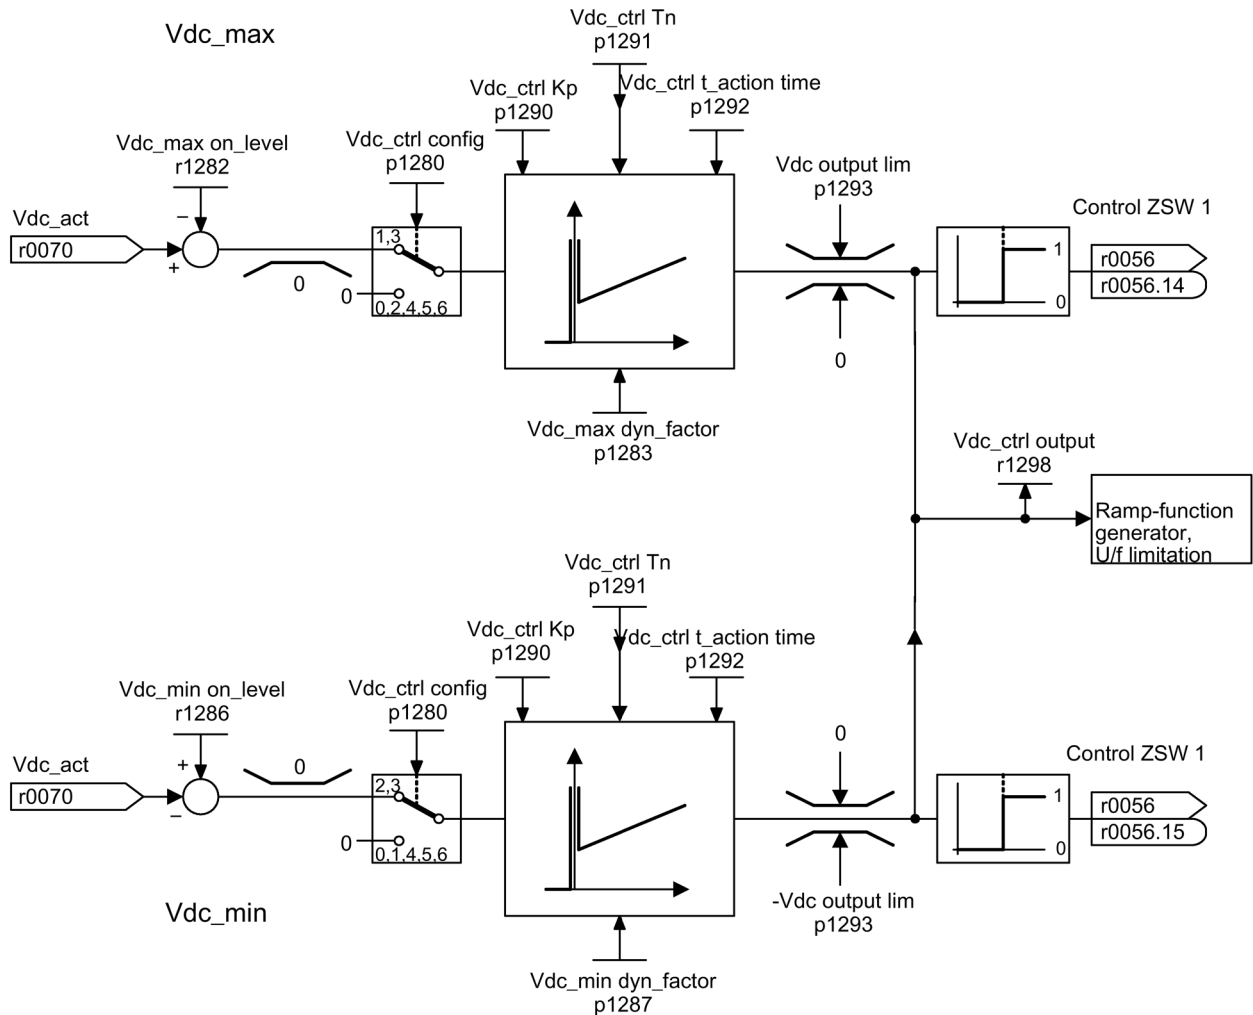 Vdc_max
Vdc_ctrl Tn
p1291
Vdc_ctrl Kp
p1290
Vdc_ctrl t_action time
p1292
Vdc_max on_level
r1282
Vdc_ctrl config
p1280
Vdc output lim
p1293
Control ZSW 1
Vdc_act
r0070
−
+
0
1,3
0
0,2,4,5,6
1
0
r0056
r0056.14
0
Vdc_max dyn_factor
p1283
Vdc_ctrl output
r1298
Ramp-function
generator,
U/f limitation
Vdc_ctrl Tn
p1291
Vdc_ctrl Kp
p1290
Vdc_ctrl t_action time
p1292
Vdc_min on_level
r1286
Vdc_ctrl config
p1280
0
Control ZSW 1
Vdc_act
r0070
+
−
0
2,3
0
0,1,4,5,6
1
0
r0056
r0056.15
-Vdc output lim
p1293
Vdc_min
Vdc_min dyn_factor
p1287